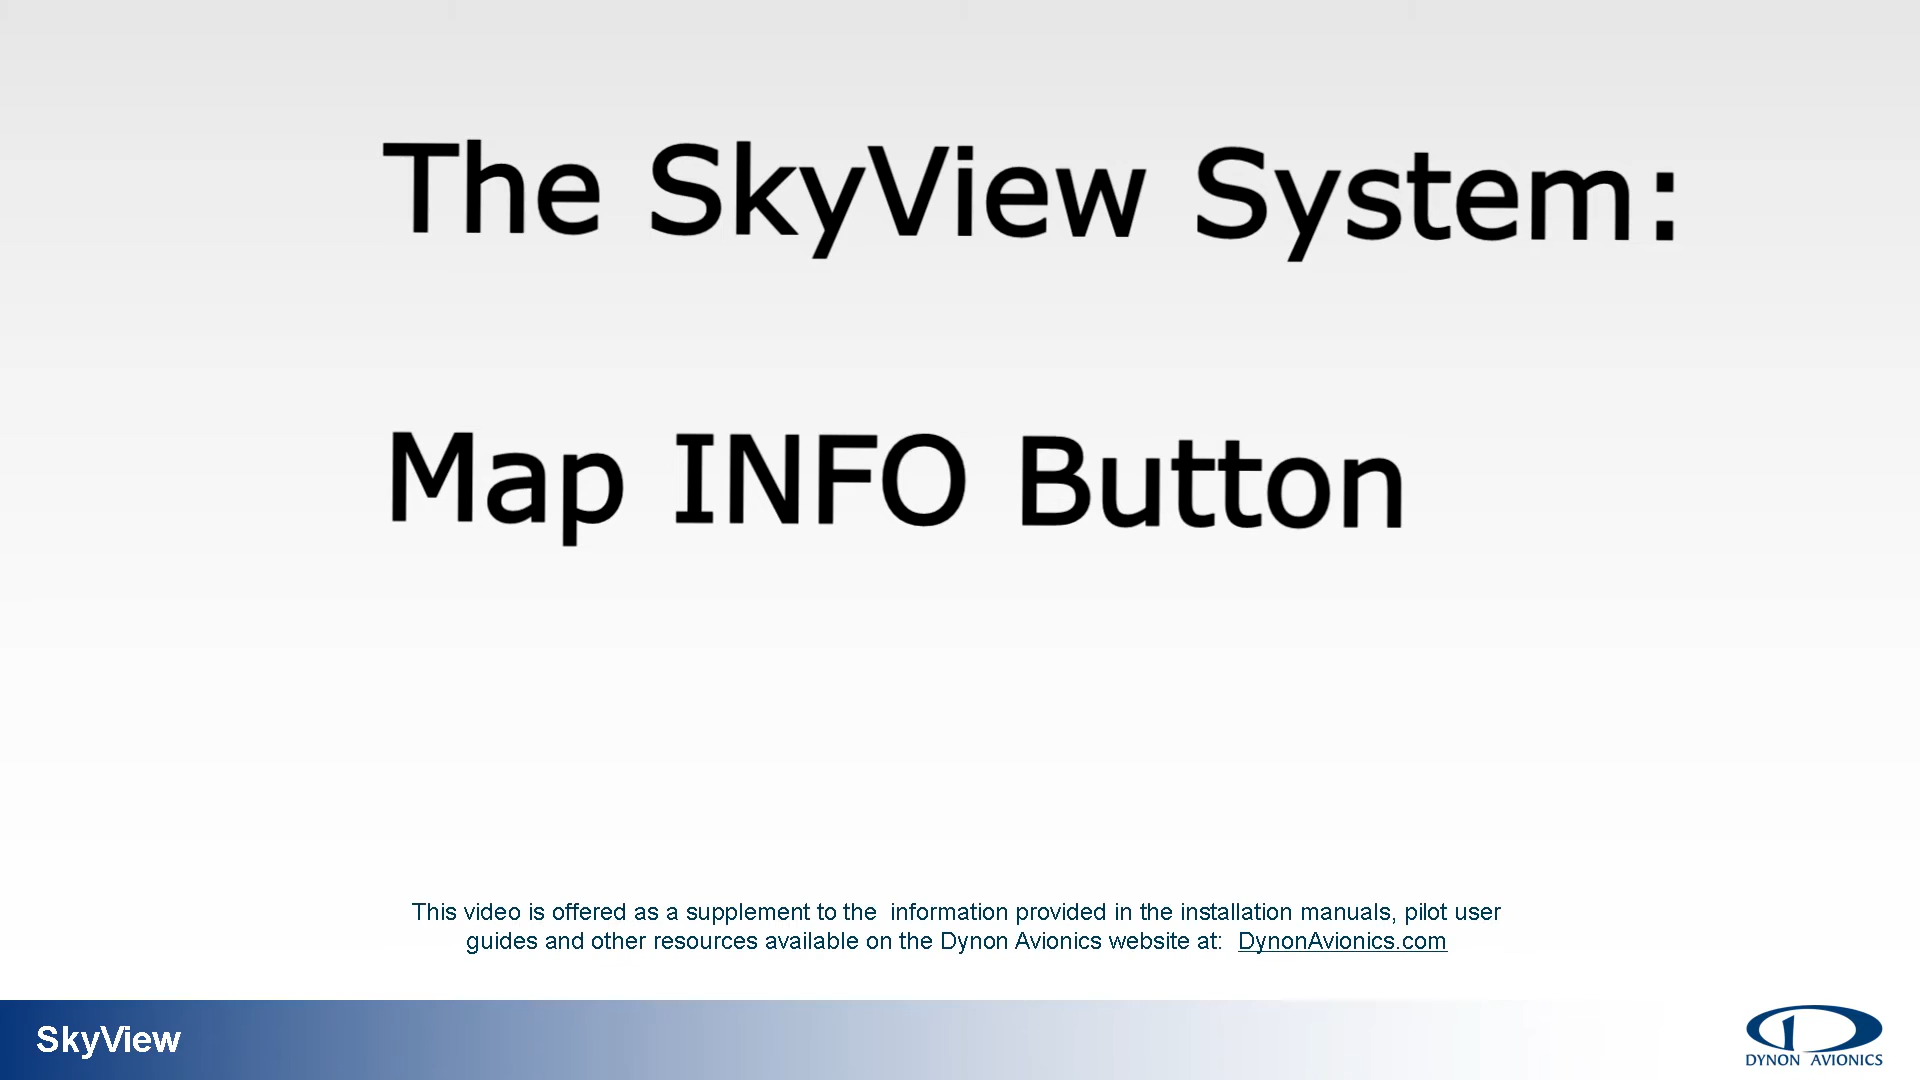 The SkyView System:
Map INFO Button
This video is offered as a supplement to the  information provided in the installation manuals, pilot user
guides and other resources available on the Dynon Avionics website at:  DynonAvionics.com
SkyView
DYNON AVIONICS